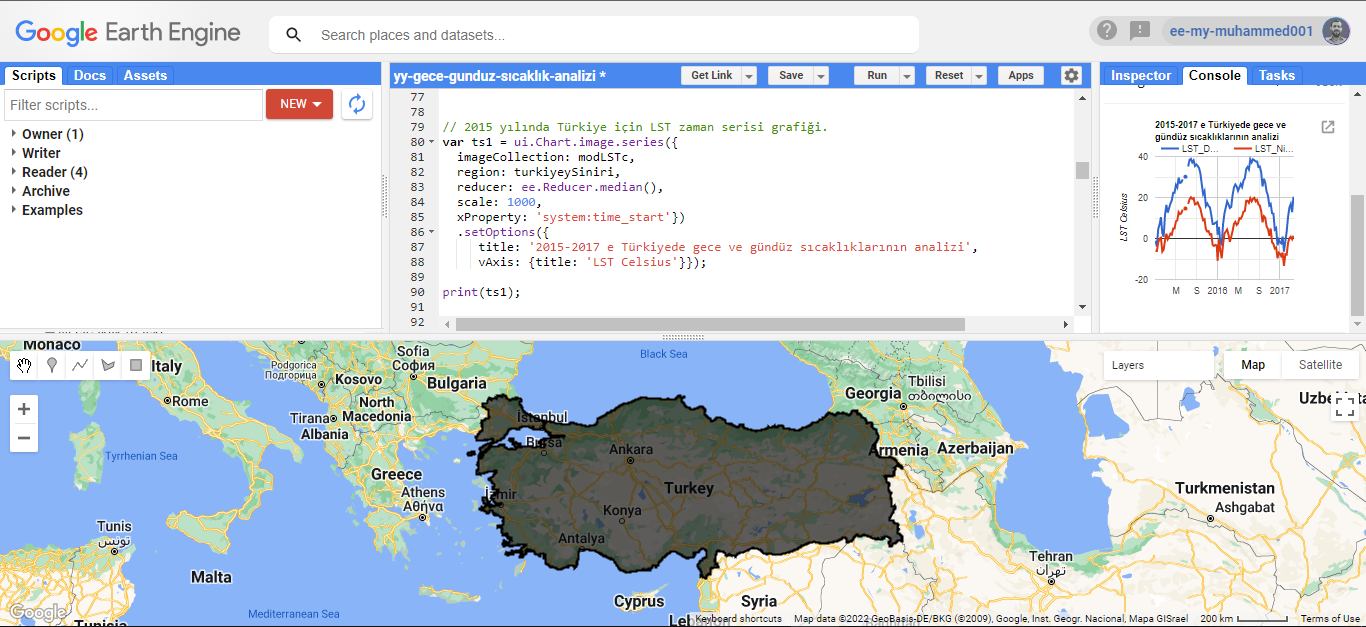 Google Earth Engine
Search places and datasets...
ee-my-muhammed001
Scripts Docs Assets
Filter scripts...
NEW
Owner (1)
Writer
Reader (4)
Archive
Examples
yy-gece-gunduz-sıcaklık-analizi *
Get Link Save Run Reset Apps
77
78
79 // 2015 yılında Türkiye için LST zaman serisi grafiği.
80 var ts1 = ui.Chart.image.series({
81 imageCollection: modLSTc,
82 region: turkiyeySiniri,
83 reducer: ee.Reducer.median(),
84 scale: 1000,
85 xProperty: 'system:time_start'})
86 .setOptions({
87 title: '2015-2017 e Türkiyede gece ve gündüz sıcaklıklarının analizi',
88 vAxis: {title: 'LST Celsius'}});
89
90 print(ts1);
91
92
Inspector Console Tasks
2015-2017 e Türkiyede gece ve
gündüz sıcaklıklarının analizi
LST_D... LST_Ni...
LST Celsius
40
20
0
-20
M S 2016 M S 2017
Layers
Map Satellite
Monaco
Italy
Rome
Tyrrhenian Sea
Tunis
تونس
Malta
Mediterranean Sea
Tunisia
Podgorica
Подгорица
Kosovo
Sofia
София
Bulgaria
North
Macedonia
Tirana
Albania
Greece
Athens
Αθήνα
Black Sea
İstanbul
Bursa
Ankara
İzmir
Turkey
Konya
Antalya
Cyprus
Syria
Georgia
Tbilisi
თბილისი
Armenia
Azerbaijan
Turkmenistan
Ashgabat
Tehran
تهران
Google
Keyboard shortcuts
Map data ©2022 GeoBasis-DE/BKG (©2009), Google, Inst. Geogr. Nacional, Mapa GISrael
200 km
Terms of Use